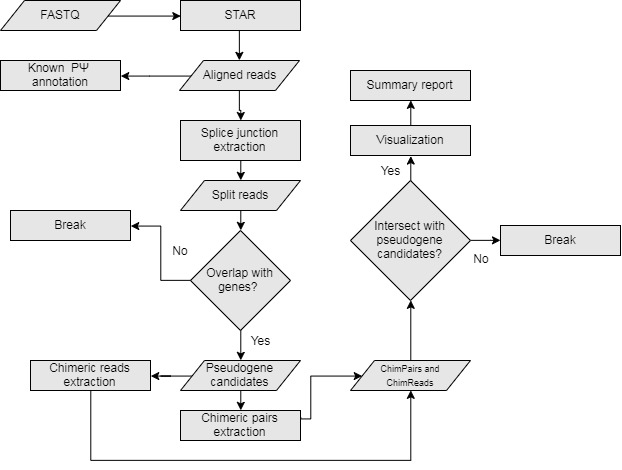 FASTQ
STAR
Known PΨ
annotation
Aligned reads
Splice junction
extraction
Split reads
Break
No
Overlap with
genes?
Yes
Chimeric reads
extraction
Pseudogene
candidates
Chimeric pairs
extraction
ChimPairs and
ChimReads
Intersect with
pseudogene
candidates?
No
Break
Yes
Visualization
Summary report